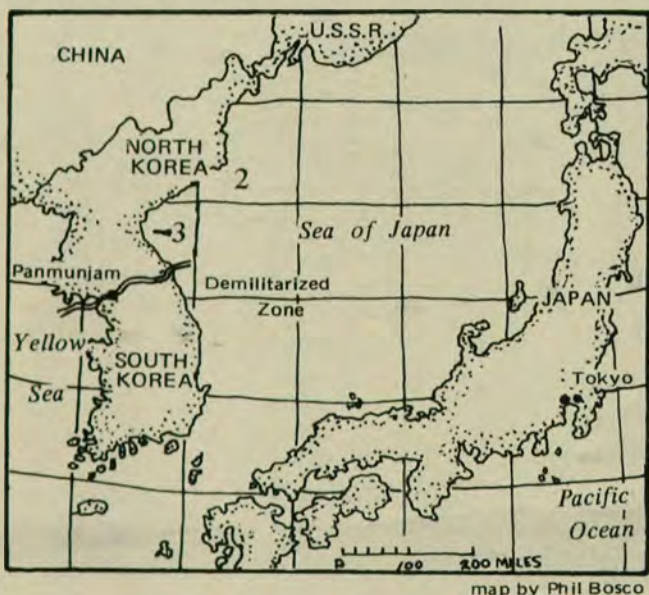 U.S.S.R
CHINA
NORTH
KOREA
2
3
Sea of Japan
Panmunjam
Demilitarized
Zone
JAPAN
Yellow
Sea
SOUTH
KOREA
Tokyo
Pacific
Ocean
0 100 200 MILES
map by Phil Bosco